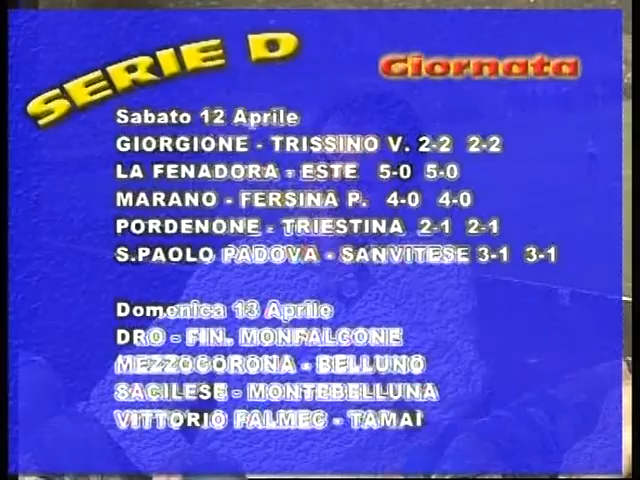 SERIE D
Giornata
Sabato 12 Aprile
GIORGIONE - TRISSINO V. 2-2 2-2
LA FENADORA - ESTE 5-0 5-0
MARANO - FERSINA P. 4-0 4-0
PORDENONE - TRIESTINA 2-1 2-1
S.PAOLO PADOVA - SANVITESE 3-1 3-1
Domenica 13 Aprile
DRO - FIN. MONFALCONE
MEZZOCORONA - BELLUNO
SACILESE - MONTEBELLUNA
VITTORIO FALMEC - TAMAI